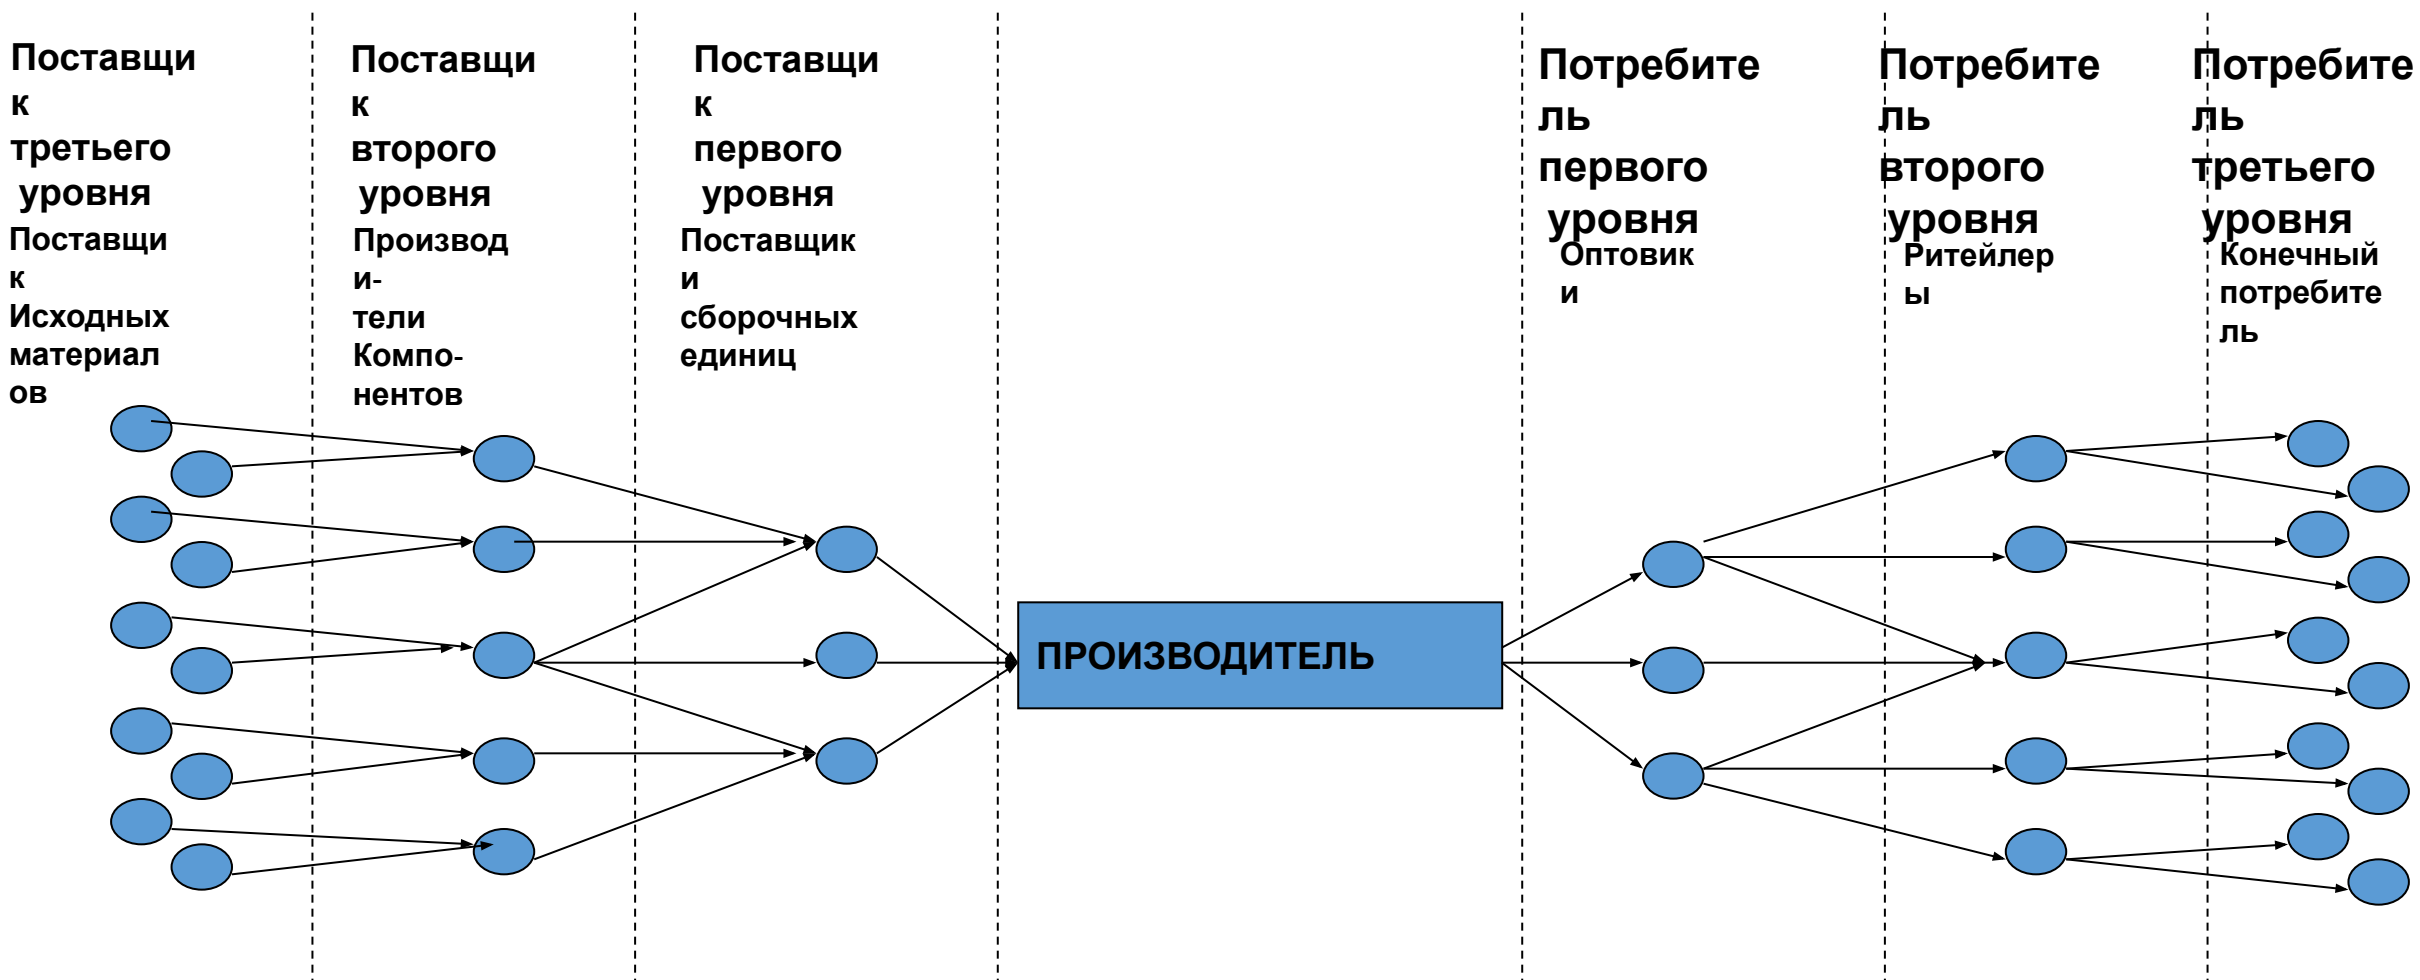 Поставщи
к
третьего
уровня
Поставщи
к
Исходных
материал
ов
Поставщи
к
второго
уровня
Производ
и-
тели
Компо-
нентов
Поставщи
к
первого
уровня
Поставщик
и
сборочных
единиц
ПРОИЗВОДИТЕЛЬ
Потребите
ль
первого
уровня
Оптовик
и
Потребите
ль
второго
уровня
Ритейлер
ы
Потребите
ль
третьего
уровня
Конечный
потребите
ль